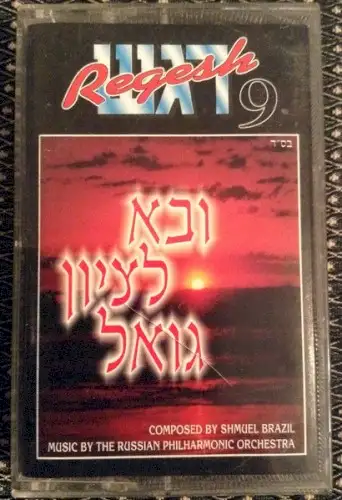 רגש
Regesh
9
בס״ד
ובא
לציון
גואל
COMPOSED BY SHMUEL BRAZIL
MUSIC BY THE RUSSIAN PHILHARMONIC ORCHESTRA